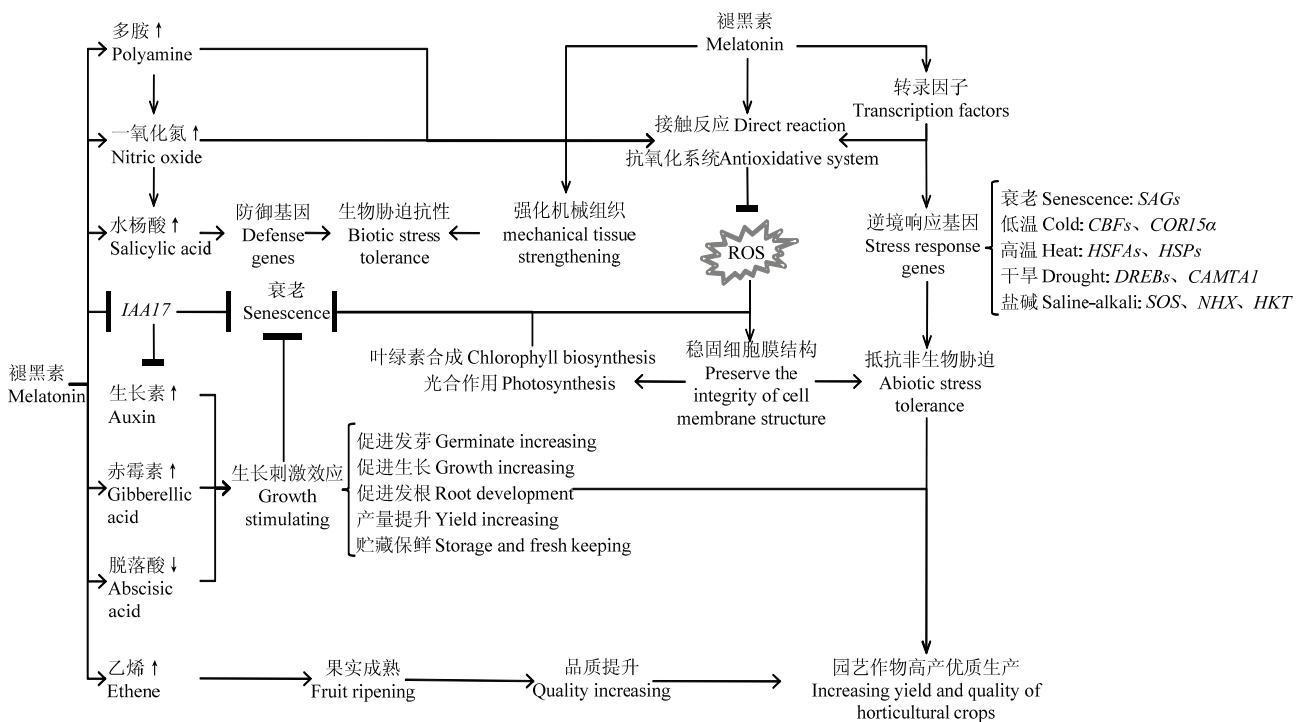 多胺↑
Polyamine
一氧化氮↑
Nitric oxide
水杨酸↑
Salicylic acid
防御基因
Defense
genes
生物胁迫抗性
Biotic stress
tolerance
强化机械组织
mechanical tissue
strengthening
褪黑素
Melatonin
转录因子
Transcription factors
接触反应 Direct reaction
抗氧化系统Antioxidative system
ROS
逆境响应基因
Stress response
genes
衰老 Senescence: SAGs
低温 Cold: CBFs、COR15α
高温 Heat: HSFAs、HSPs
干旱 Drought: DREBs、CAMTA1
盐碱 Saline-alkali: SOS、NHX、HKT
IAA17
衰老
Senescence
叶绿素合成 Chlorophyll biosynthesis
光合作用 Photosynthesis
稳固细胞膜结构
Preserve the
integrity of cell
membrane structure
抵抗非生物胁迫
Abiotic stress
tolerance
褪黑素
Melatonin
生长素↑
Auxin
赤霉素↑
Gibberellic
acid
脱落酸↓
Abscisic
acid
生长刺激效应
Growth
stimulating
促进发芽 Germinate increasing
促进生长 Growth increasing
促进发根 Root development
产量提升 Yield increasing
贮藏保鲜 Storage and fresh keeping
乙烯↑
Ethene
果实成熟
Fruit ripening
品质提升
Quality increasing
园艺作物高产优质生产
Increasing yield and quality of
horticultural crops